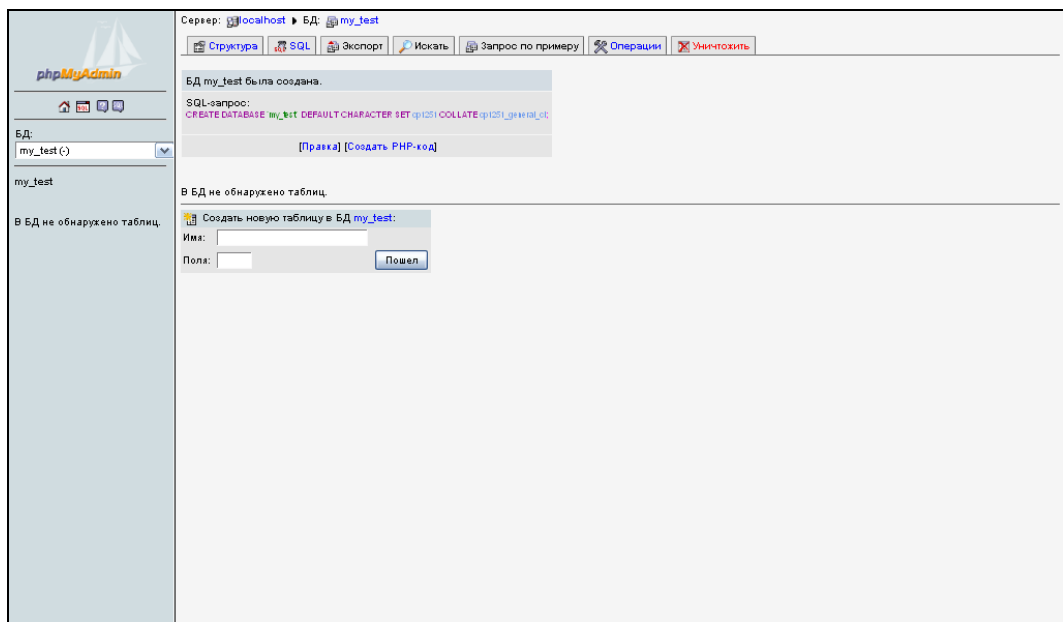 phpMyAdmin
БД:
my_test (-)
my_test
В БД не обнаружено таблиц.
Сервер: localhost БД: my_test
Структура SQL Экспорт Искать Запрос по примеру Операции Уничтожить
БД my_test была создана.
SQL-запрос:
CREATE DATABASE `my_test` DEFAULT CHARACTER SET cp1251 COLLATE cp1251_general_ci;
[Правка] [Создать PHP-код]
В БД не обнаружено таблиц.
Создать новую таблицу в БД my_test:
Имя:
Поля: Пошел